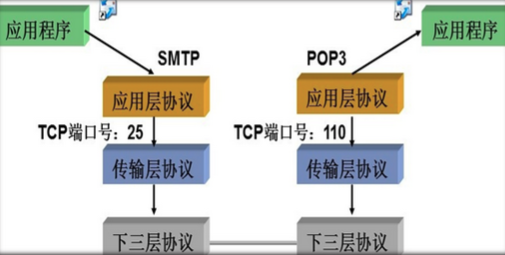 应用程序
应用程序
SMTP
POP3
应用层协议
应用层协议
TCP端口号：25
TCP端口号：110
传输层协议
传输层协议
下三层协议
下三层协议